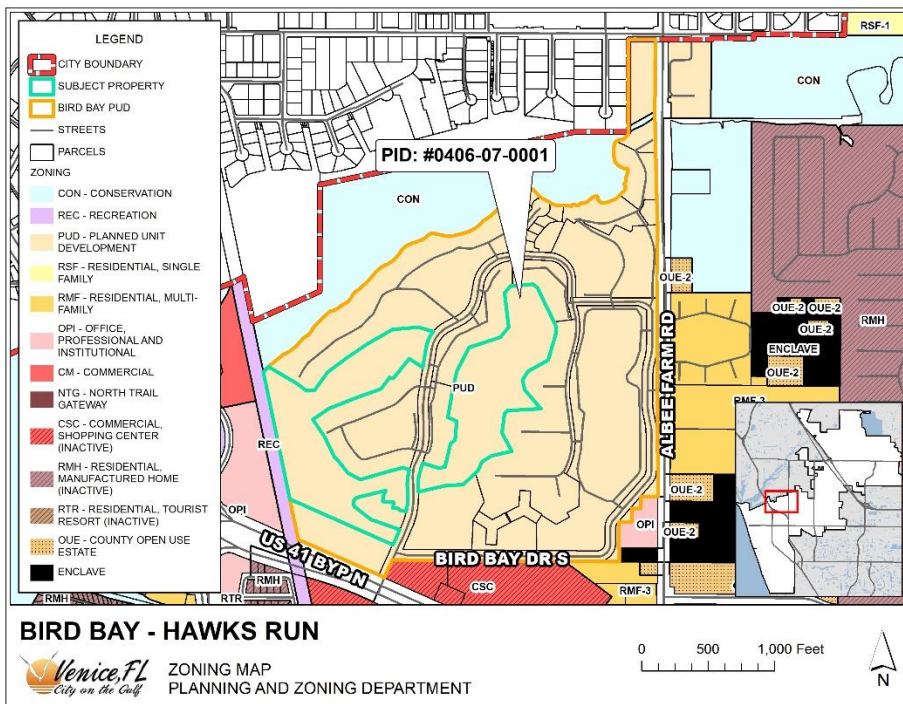 LEGEND
CITY BOUNDARY
SUBJECT PROPERTY
BIRD BAY PUD
STREETS
PARCELS
ZONING
CON - CONSERVATION
REC - RECREATION
PUD - PLANNED UNIT
DEVELOPMENT
RSF - RESIDENTIAL, SINGLE
FAMILY
RMF - RESIDENTIAL, MULTI-
FAMILY
OPI - OFFICE,
PROFESSIONAL AND
INSTITUTIONAL
CM - COMMERCIAL
NTG - NORTH TRAIL
GATEWAY
CSC - COMMERCIAL,
SHOPPING CENTER
(INACTIVE)
RMH - RESIDENTIAL,
MANUFACTURED HOME
(INACTIVE)
RTR - RESIDENTIAL, TOURIST
RESORT (INACTIVE)
OUE - COUNTY OPEN USE
ESTATE
ENCLAVE
RSF-1
CON
PID: #0406-07-0001
CON
OUE-2
OUE-2
OUE-2
OUE-2
ENCLAVE
OUE-2
RMH
ALBEE FARM RD
PUD
RMF-3
REC
OUE-2
OPI
OPI
OUE-2
US 41 BYP N
BIRD BAY DR S
RMH
CSC
RMF-3
RMH
RTR
BIRD BAY - HAWKS RUN
Venice, FL
City on the Gulf
ZONING MAP
PLANNING AND ZONING DEPARTMENT
0 500 1,000 Feet
N